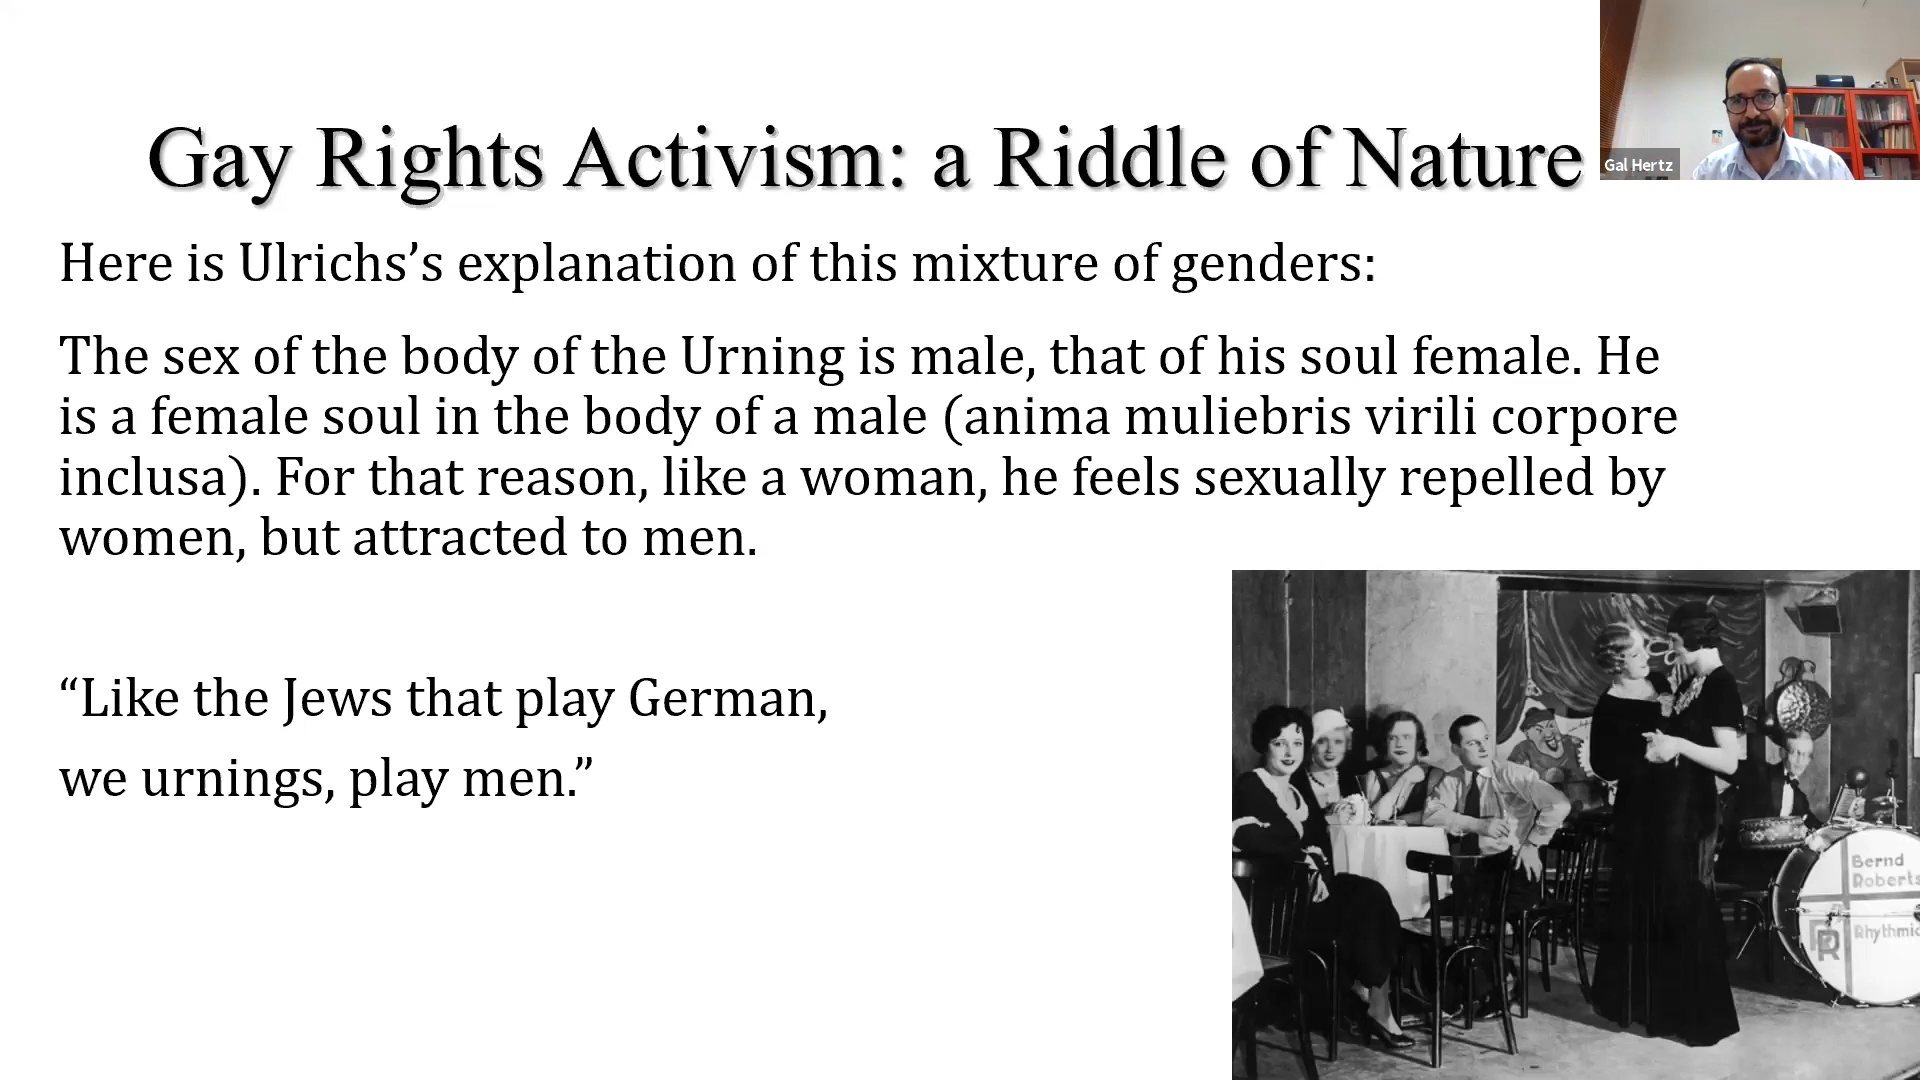 Gay Rights Activism: a Riddle of Nature
Gal Hertz
Here is Ulrichs’s explanation of this mixture of genders:
The sex of the body of the Urning is male, that of his soul female. He
is a female soul in the body of a male (anima muliebris virili corpore
inclusa). For that reason, like a woman, he feels sexually repelled by
women, but attracted to men.
“Like the Jews that play German,
we urnings, play men.”
Bernd
Roberts
R
Rhythmic